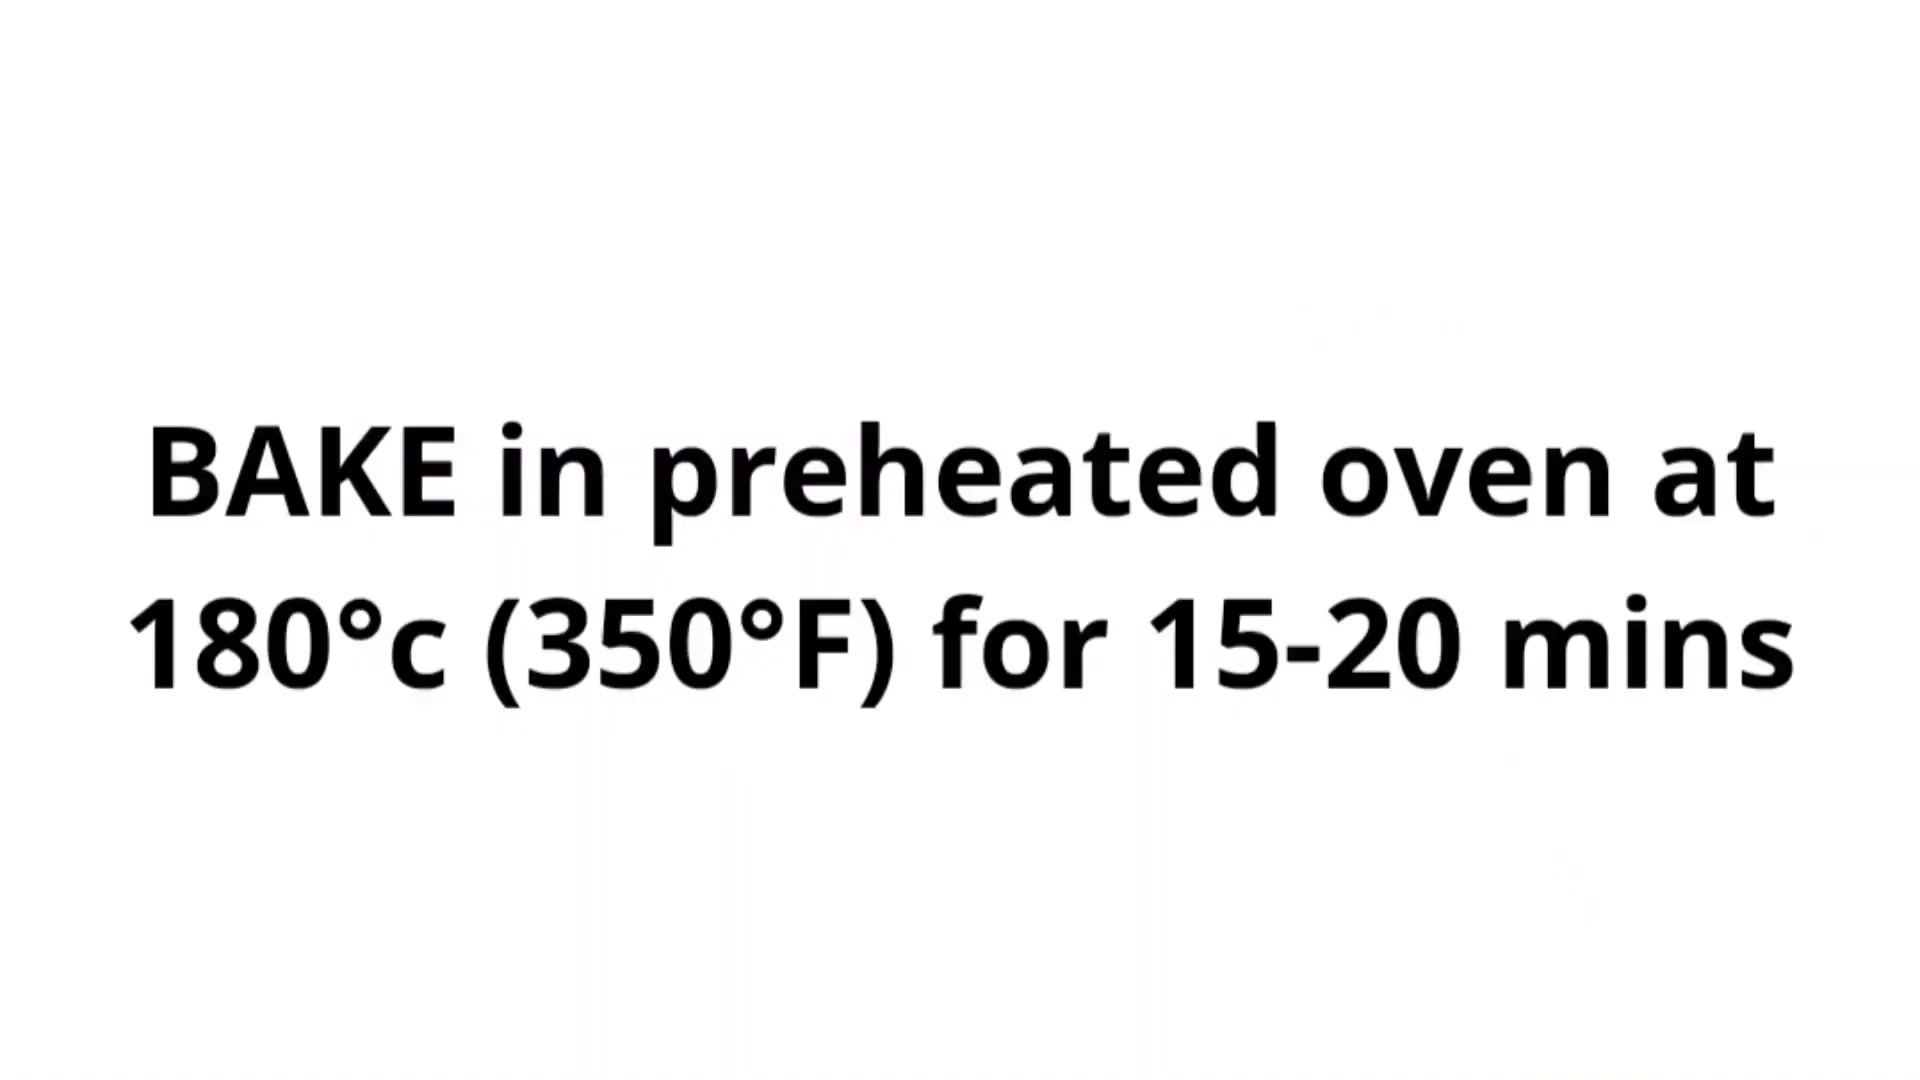 BAKE in preheated oven at
180°c (350°F) for 15-20 mins